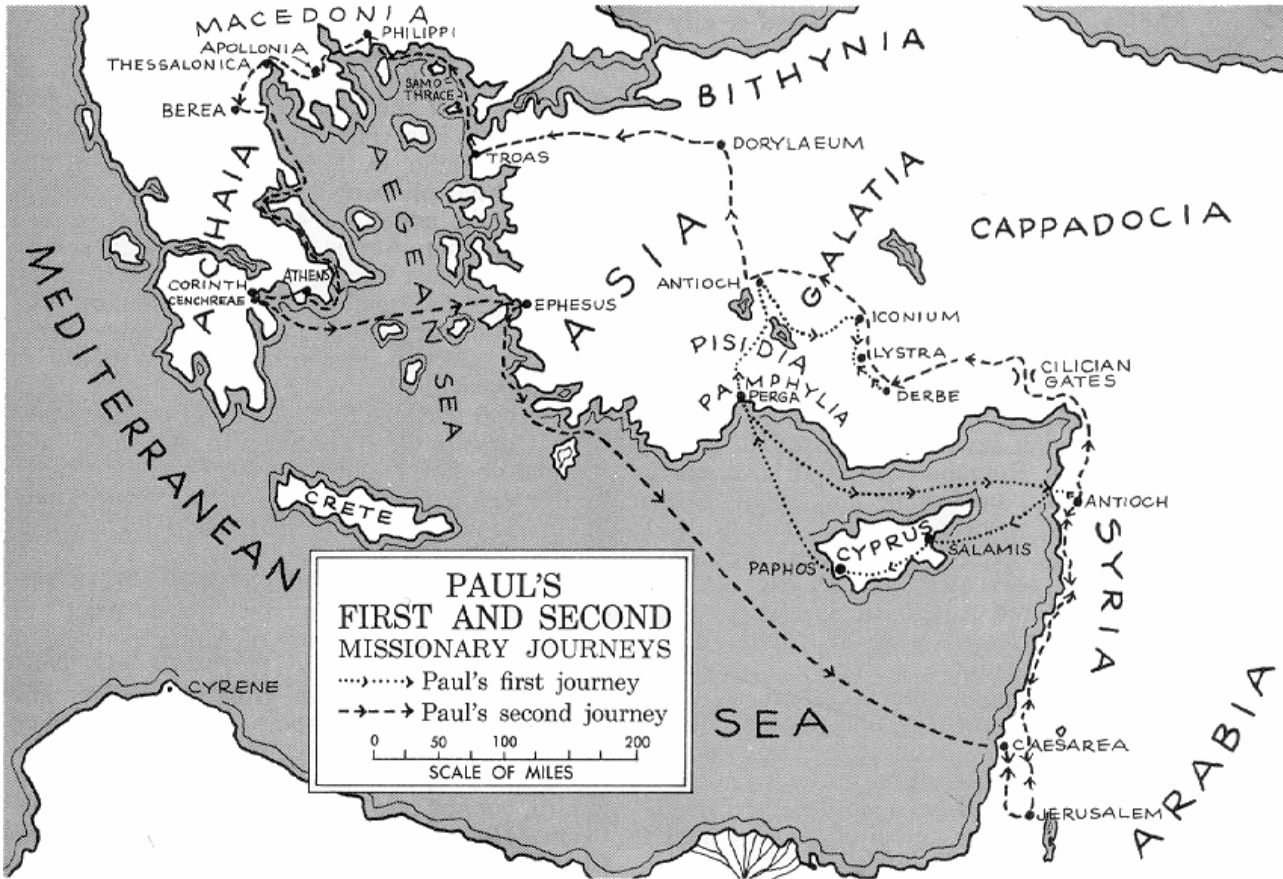 MACEDONIA
PHILIPPI
APOLLONIA
THESSALONICA
SAMO-
THRACE
BITHYNIA
BEREA
TROAS
DORYLAEUM
ACHAIA
AEGEAN
SEA
ASIA
GALATIA
CAPPADOCIA
MEDITERRANEAN
SEA
CORINTH
CENCHREAE
ATHENS
EPHESUS
ANTIOCH
PISIDIA
ICONIUM
LYSTRA
DERBE
CILICIAN
GATES
PAMPHYLIA
PERGA
CRETE
CYPRUS
SALAMIS
PAPHOS
ANTIOCH
SYRIA
CYRENE
CAESAREA
JERUSALEM
ARABIA
PAUL'S
FIRST AND SECOND
MISSIONARY JOURNEYS
Paul's first journey
Paul's second journey
0 50 100 200
SCALE OF MILES